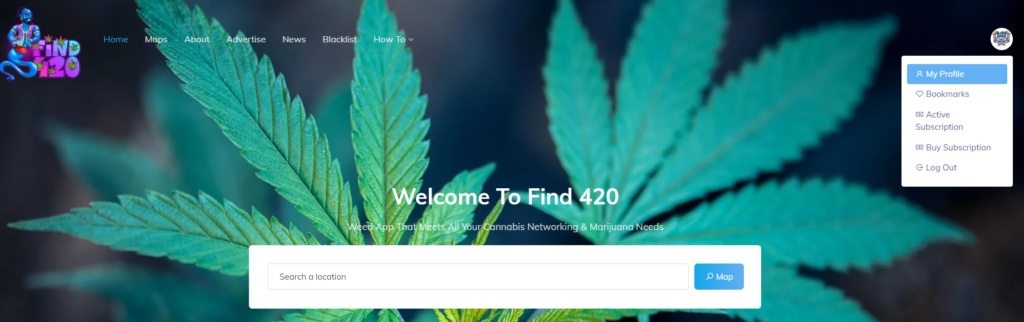 FIND
420
Home Maps About Advertise News Blacklist How To
My Profile
Bookmarks
Active
Subscription
Buy Subscription
Log Out
Welcome To Find 420
Weed App That Meets All Your Cannabis Networking & Marijuana Needs
Search a location
Map